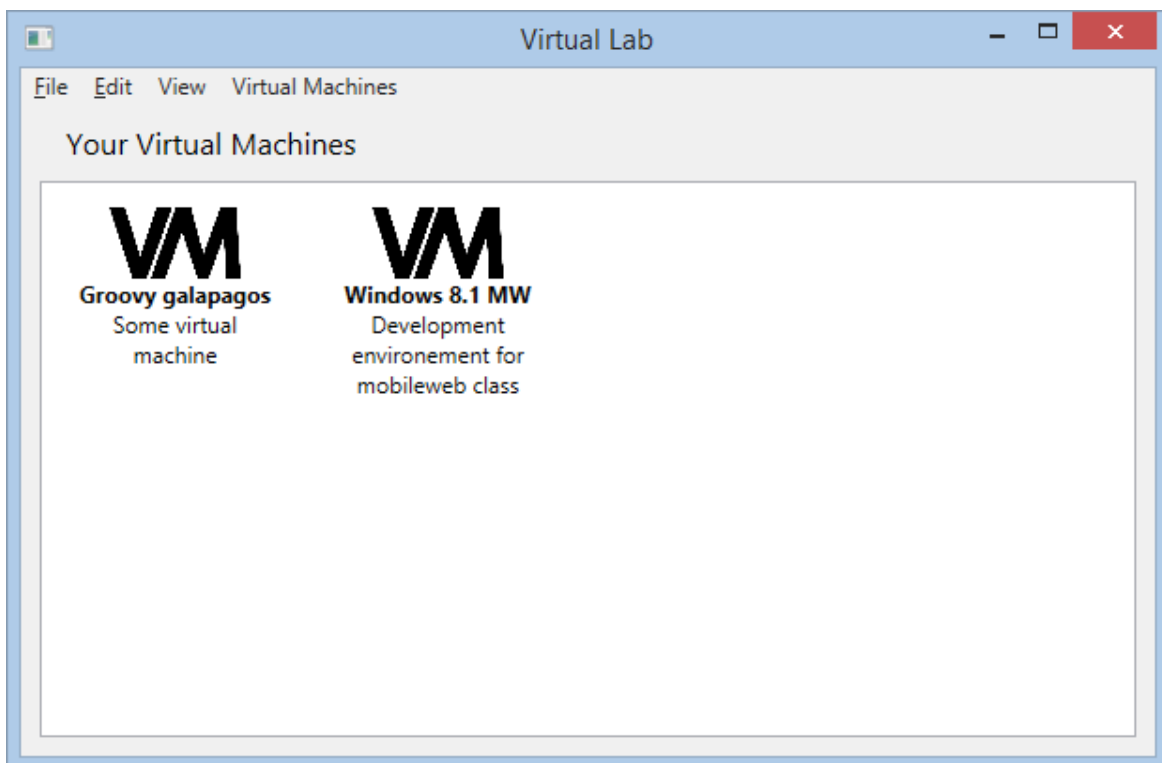 Virtual Lab
File Edit View Virtual Machines
Your Virtual Machines
VM
Groovy galapagos
Some virtual
machine
VM
Windows 8.1 MW
Development
environement for
mobileweb class